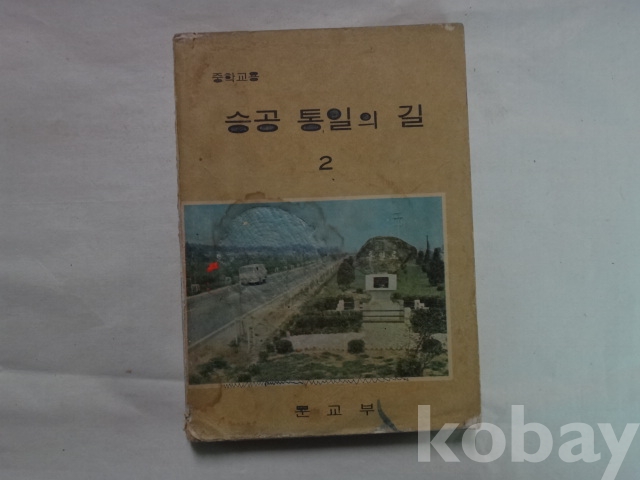 중학교용
승공 통일의 길
2
문교부
kobay